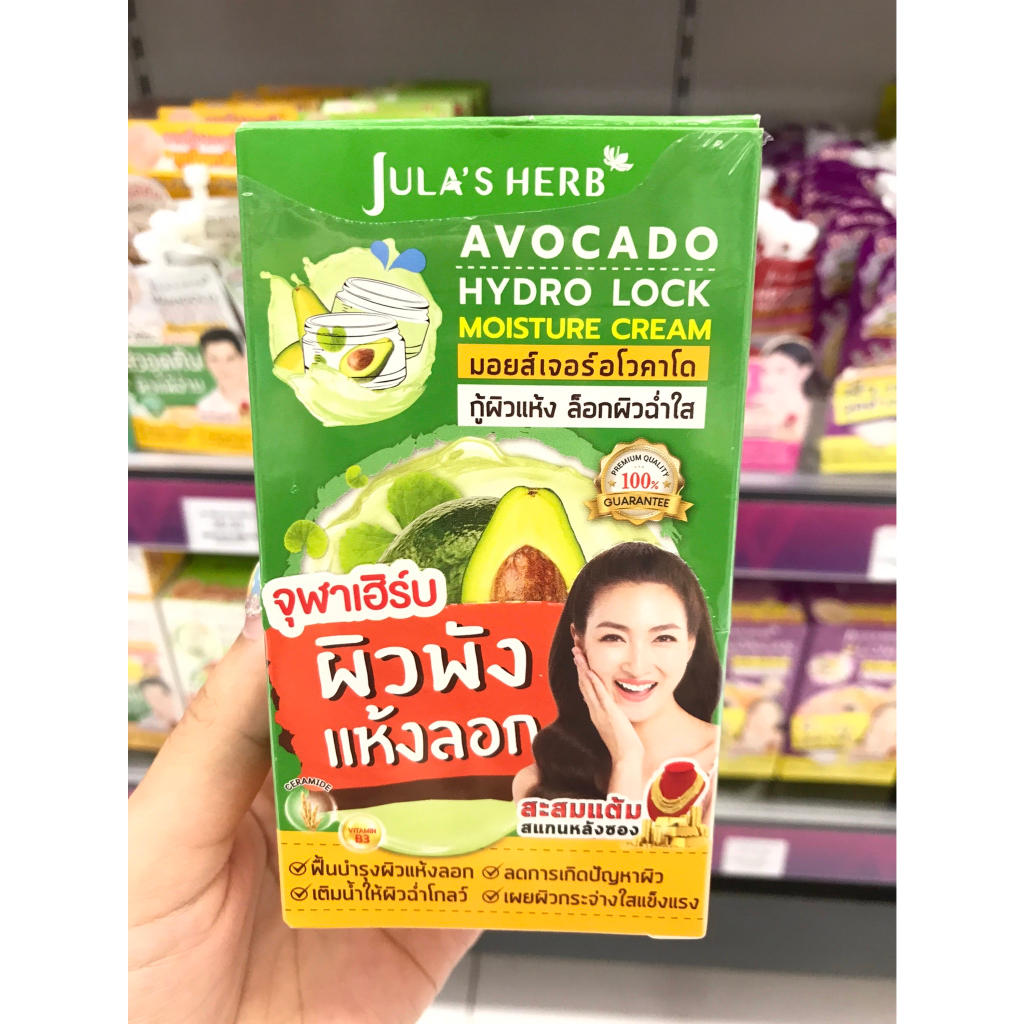 JULA'S HERB
AVOCADO
HYDRO LOCK
MOISTURE CREAM
มอยส์เจอร์อโวคาโด
กู้ผิวแห้ง ล็อกผิวฉ่ำใส
PREMIUM QUALITY
100%
GUARANTEE
จุฬาเฮิร์บ
ผิวพัง
แห้งลอก
CERAMIDE
VITAMIN
B3
สะสมแต้ม
สแกนหลังซอง
ฟื้นบำรุงผิวแห้งลอก
ลดการเกิดปัญหาผิว
เติมน้ำให้ผิวฉ่ำโกลว์
เผยผิวกระจ่างใสแข็งแรง